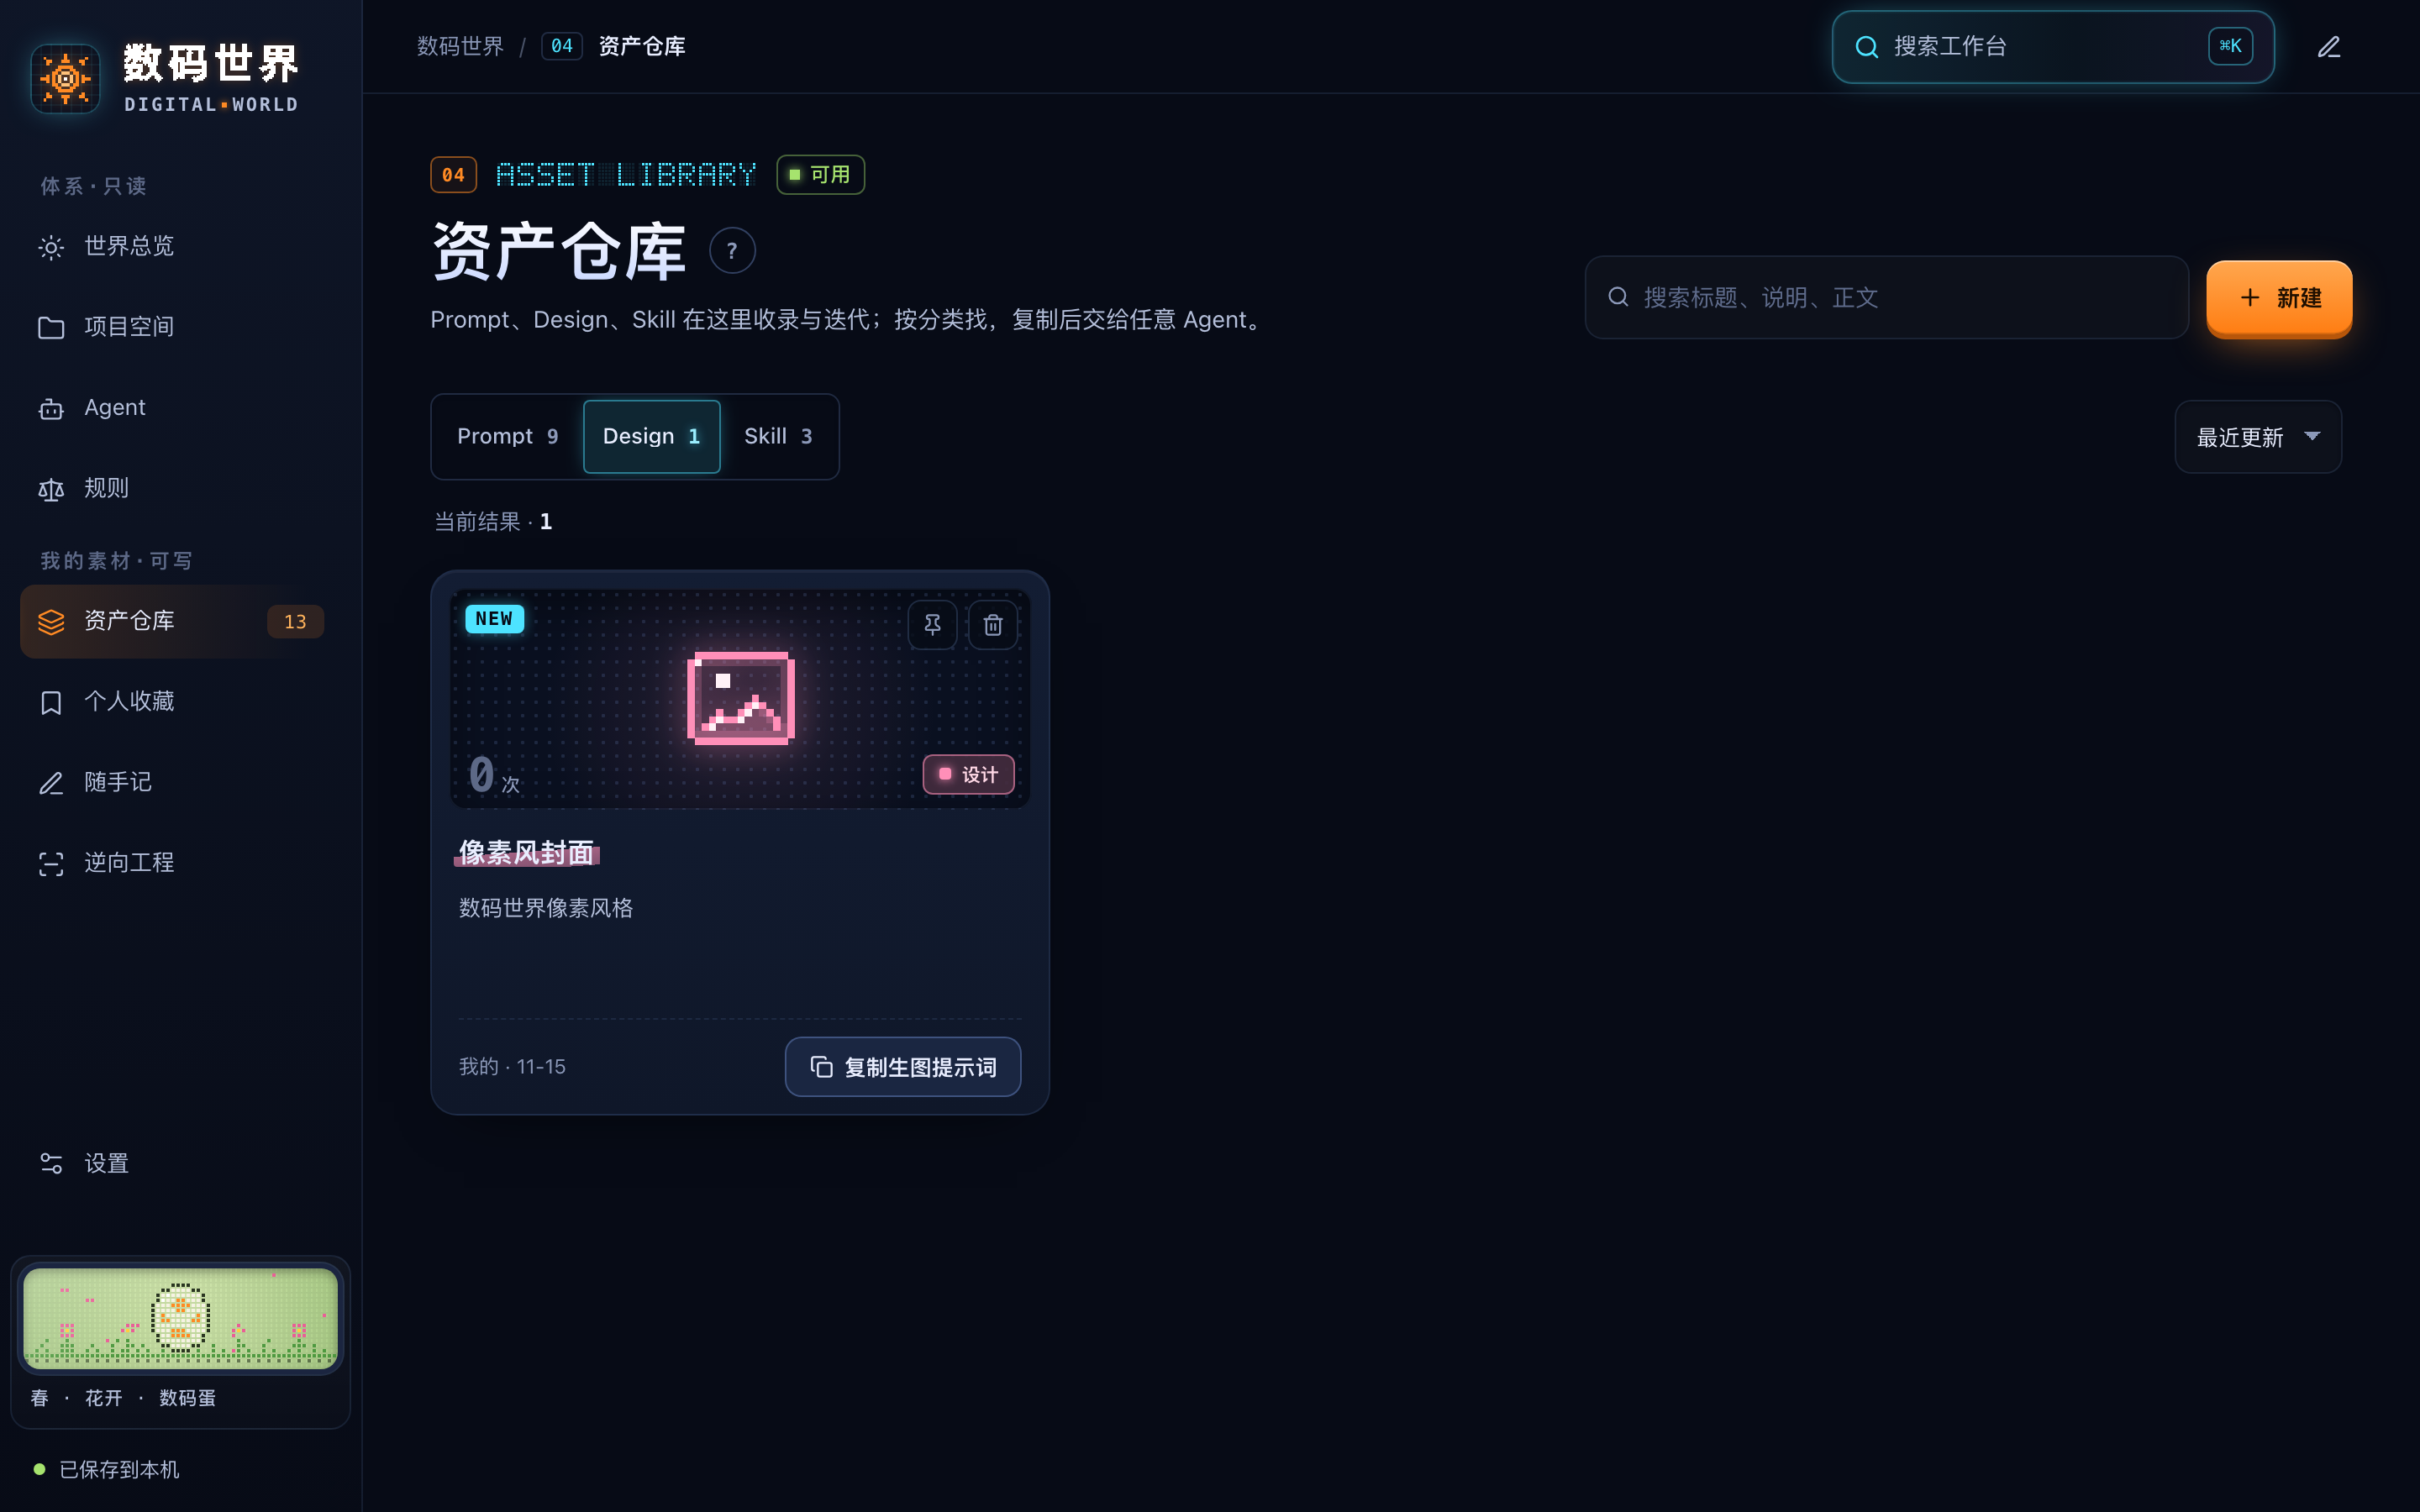 数码世界
DIGITAL WORLD
体系·只读
世界总览
项目空间
Agent
规则
我的素材·可写
资产仓库 13
个人收藏
随手记
逆向工程
设置
春 · 花开 · 数码蛋
已保存到本机
数码世界 / 04 资产仓库
搜索工作台 ⌘K
04 ASSET LIBRARY 可用
资产仓库 ?
Prompt、Design、Skill 在这里收录与迭代；按分类找，复制后交给任意 Agent。
搜索标题、说明、正文
新建
Prompt 9 Design 1 Skill 3
最近更新
当前结果 · 1
NEW
0 次
设计
像素风封面
数码世界像素风格
我的 · 11-15
复制生图提示词